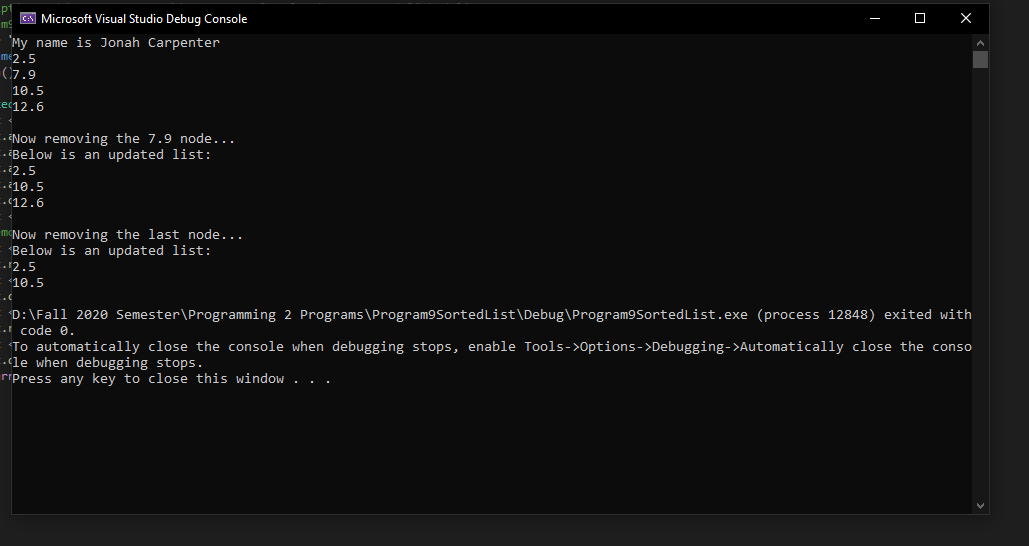 Microsoft Visual Studio Debug Console
My name is Jonah Carpenter
2.5
7.9
10.5
12.6
Now removing the 7.9 node...
Below is an updated list:
2.5
10.5
12.6
Now removing the last node...
Below is an updated list:
2.5
10.5
D:\Fall 2020 Semester\Programming 2 Programs\Program9SortedList\Debug\Program9SortedList.exe (process 12848) exited with
code 0.
To automatically close the console when debugging stops, enable Tools->Options->Debugging->Automatically close the conso
le when debugging stops.
Press any key to close this window . . .